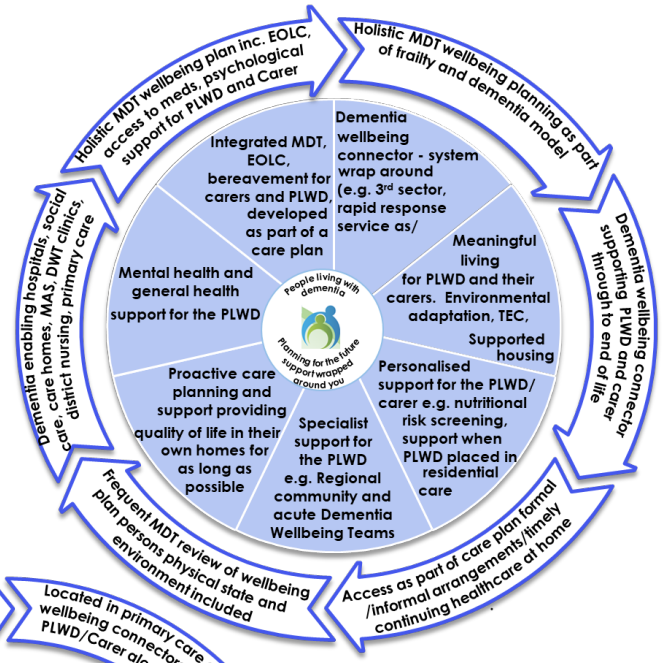 Holistic MDT wellbeing plan inc. EOLC,
access to meds, psychological
support for PLWD and Carer
Holistic MDT wellbeing planning as part
of frailty and dementia model
Dementia wellbeing connector
supporting PLWD and carer
through to end of life
Access as part of care plan formal
/informal arrangements/timely
continuing healthcare at home
Frequent MDT review of wellbeing
plan persons physical state and
environment included
Dementia enabling hospitals, social
care, care homes, MAS, DWT clinics,
district nursing, primary care
Dementia
wellbeing
connector - system
wrap around
(e.g. 3rd sector,
rapid response
service as/
Meaningful
living
for PLWD and their
carers. Environmental
adaptation, TEC,
Supported
housing
Personalised
support for the PLWD/
carer e.g. nutritional
risk screening,
support when
PLWD placed in
residential
care
Specialist
support for
the PLWD
e.g. Regional
community and
acute Dementia
Wellbeing Teams
Proactive care
planning and
support providing
quality of life in their
own homes for
as long as
possible
Mental health and
general health
support for the PLWD
Integrated MDT,
EOLC,
bereavement for
carers and PLWD,
developed
as part of a
care plan
People living with
dementia
Planning for the future
support wrapped
around you
Located in primary care
wellbeing connector
PLWD/Carer